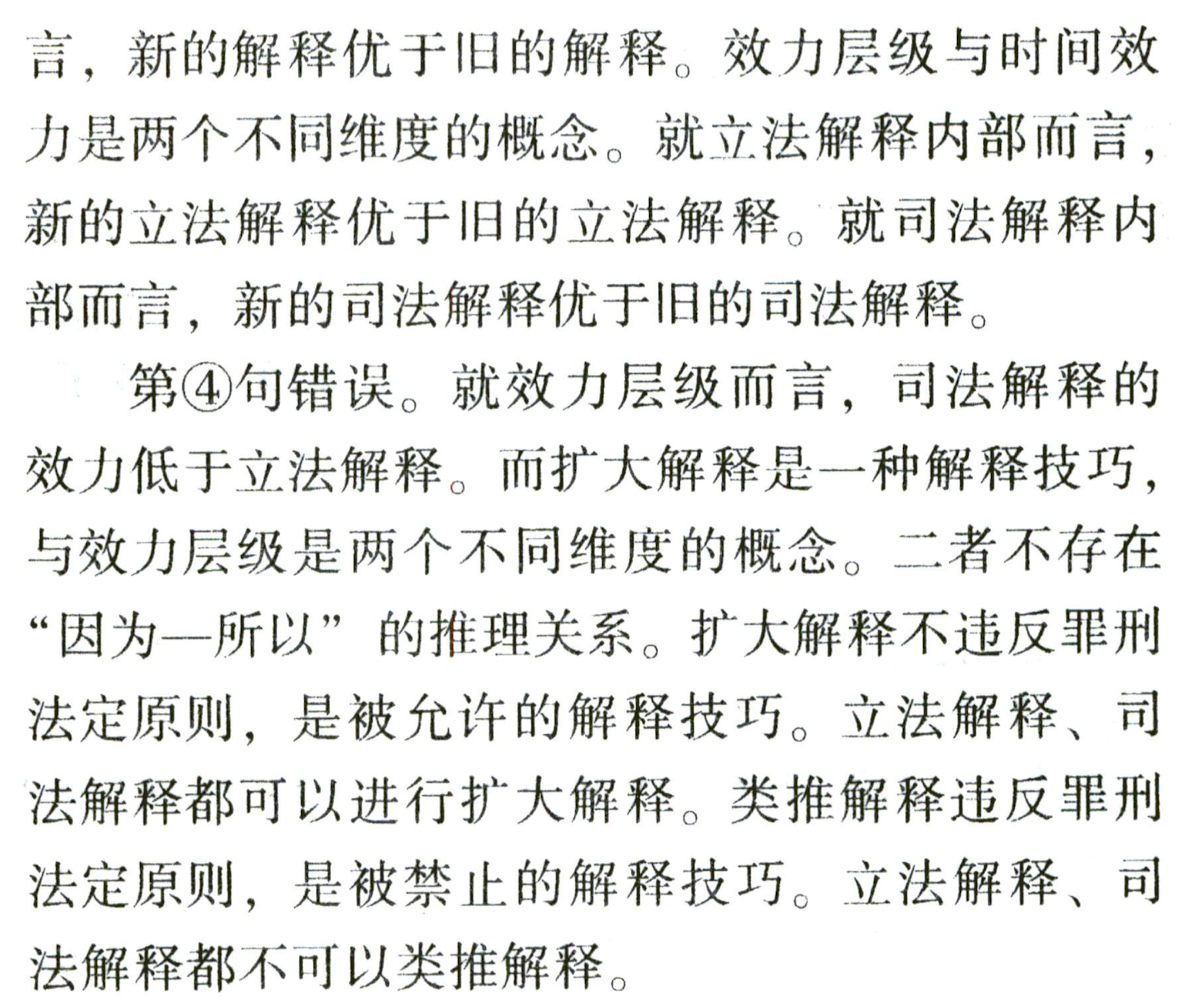 言，新的解释优于旧的解释。效力层级与时间效
力是两个不同维度的概念。就立法解释内部而言，
新的立法解释优于旧的立法解释。就司法解释内
部而言，新的司法解释优于旧的司法解释。
第④句错误。就效力层级而言，司法解释的
效力低于立法解释。而扩大解释是一种解释技巧，
与效力层级是两个不同维度的概念。二者不存在
“因为—所以”的推理关系。扩大解释不违反罪刑
法定原则，是被允许的解释技巧。立法解释、司
法解释都可以进行扩大解释。类推解释违反罪刑
法定原则，是被禁止的解释技巧。立法解释、司
法解释都不可以类推解释。